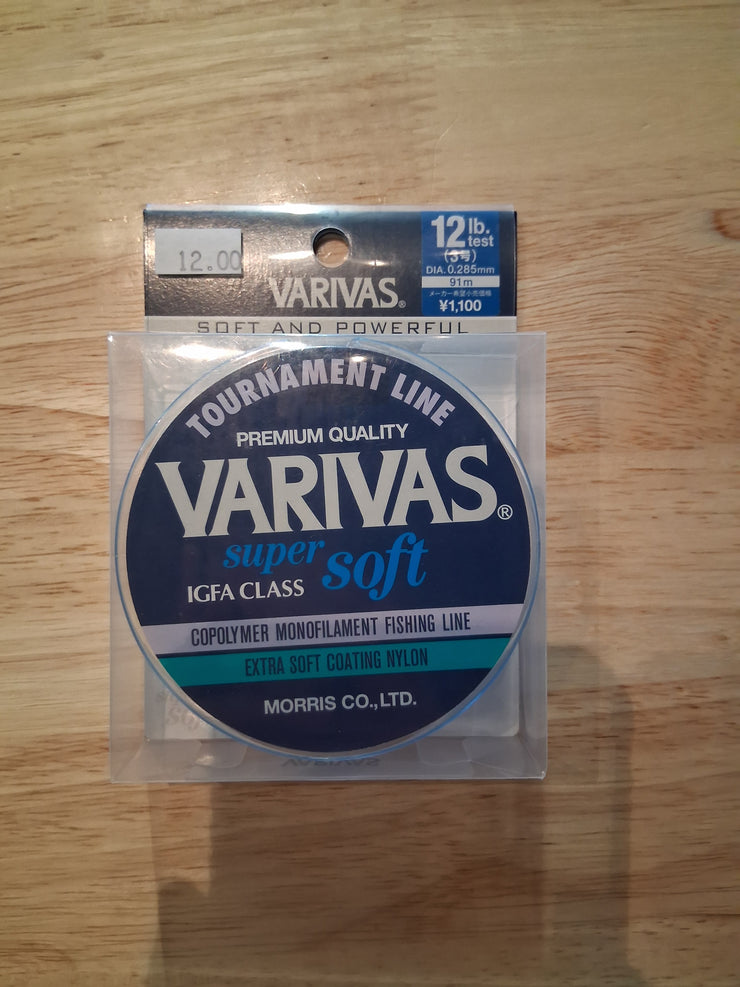 12.00
12 lb.
test
(3号)
DIA. 0.285mm
91m
メーカー希望小売価格
¥1,100
VARIVAS®
SOFT AND POWERFUL
TOURNAMENT LINE
PREMIUM QUALITY
VARIVAS®
super soft
IGFA CLASS
COPOLYMER MONOFILAMENT FISHING LINE
EXTRA SOFT COATING NYLON
MORRIS CO.,LTD.
VARIVAS